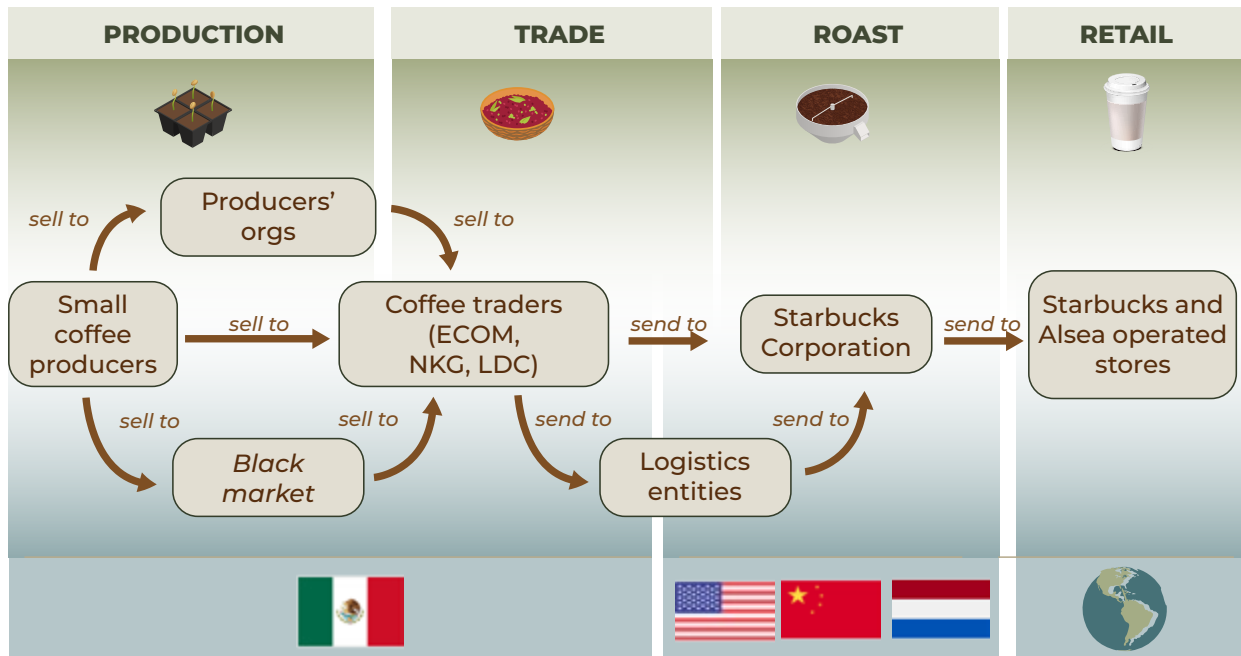 PRODUCTION
TRADE
ROAST
RETAIL
Producers’
orgs
sell to
sell to
Small
coffee
producers
sell to
Coffee traders
(ECOM,
NKG, LDC)
send to
Starbucks
Corporation
send to
Starbucks and
Alsea operated
stores
sell to
sell to
send to
send to
Black
market
Logistics
entities